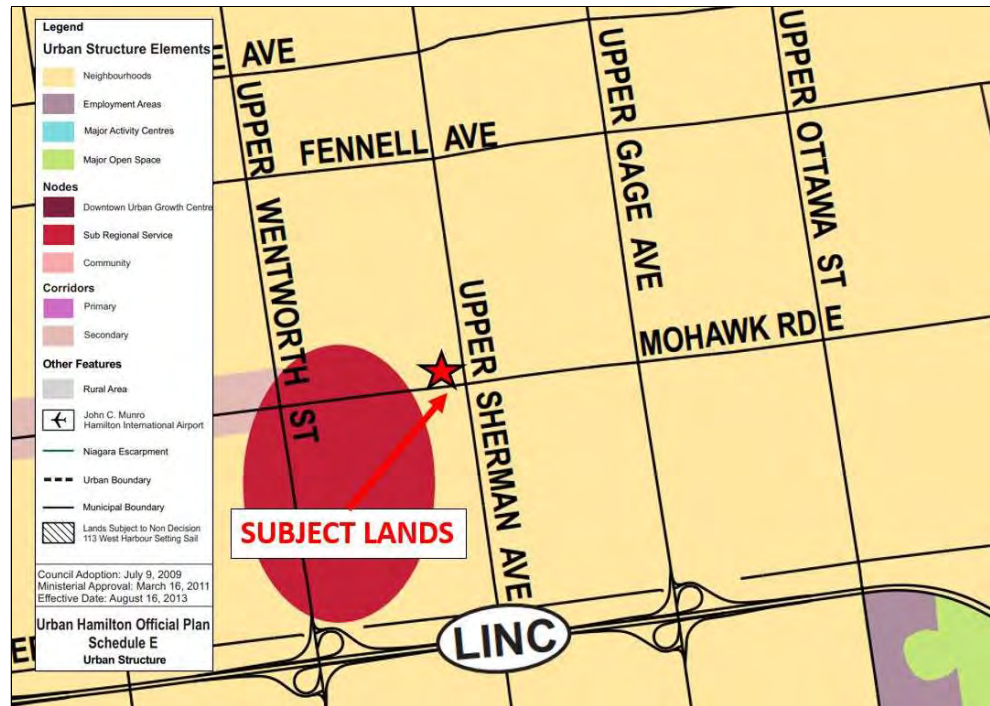 Legend
Urban Structure Elements
Neighbourhoods
Employment Areas
Major Activity Centres
Major Open Space
Nodes
Downtown Urban Growth Centre
Sub Regional Service
Community
Corridors
Primary
Secondary
Other Features
Rural Area
John C. Munro
Hamilton International Airport
Niagara Escarpment
Urban Boundary
Municipal Boundary
Lands Subject to Non Decision
113 West Harbour Setting Sail
Council Adoption: July 9, 2009
Ministerial Approval: March 16, 2011
Effective Date: August 16, 2013
Urban Hamilton Official Plan
Schedule E
Urban Structure
E AVE
UPPER WENTWORTH ST
FENNELL AVE
UPPER SHERMAN AVE
UPPER GAGE AVE
UPPER OTTAWA ST
MOHAWK RD E
SUBJECT LANDS
LINC